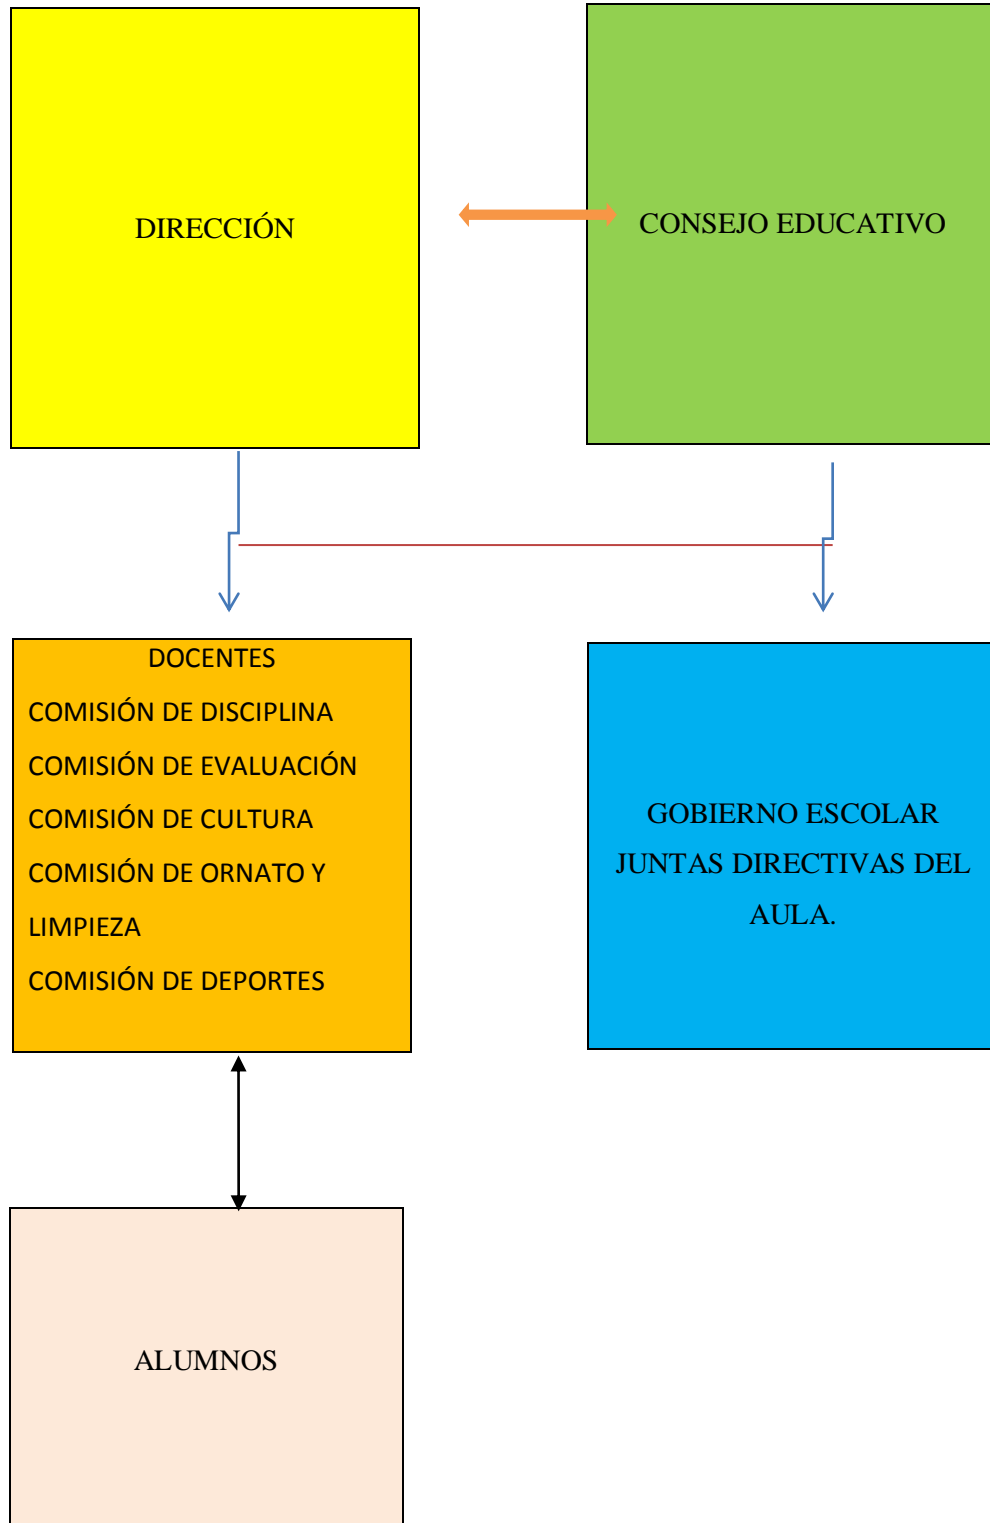 DIRECCIÓN
CONSEJO EDUCATIVO
DOCENTES
COMISIÓN DE DISCIPLINA
COMISIÓN DE EVALUACIÓN
COMISIÓN DE CULTURA
COMISIÓN DE ORNATO Y
LIMPIEZA
COMISIÓN DE DEPORTES
GOBIERNO ESCOLAR
JUNTAS DIRECTIVAS DEL
AULA.
ALUMNOS